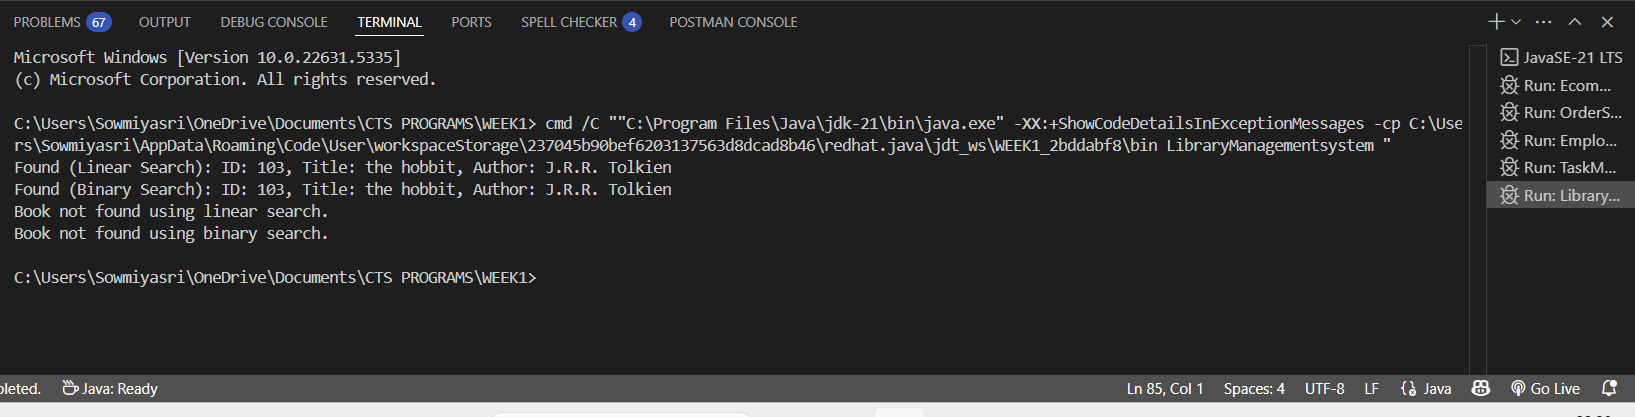 PROBLEMS 67 OUTPUT DEBUG CONSOLE TERMINAL PORTS SPELL CHECKER 4 POSTMAN CONSOLE
Microsoft Windows [Version 10.0.22631.5335]
(c) Microsoft Corporation. All rights reserved.
C:\Users\Sowmiyasri\OneDrive\Documents\CTS PROGRAMS\WEEK1> cmd /C ""C:\Program Files\Java\jdk-21\bin\java.exe" -XX:+ShowCodeDetailsInExceptionMessages -cp C:\Use
rs\Sowmiyasri\AppData\Roaming\Code\User\workspaceStorage\237045b90bef6203137563d8dcad8b46\redhat.java\jdt_ws\WEEK1_2bddabf8\bin LibraryManagementsystem "
Found (Linear Search): ID: 103, Title: the hobbit, Author: J.R.R. Tolkien
Found (Binary Search): ID: 103, Title: the hobbit, Author: J.R.R. Tolkien
Book not found using linear search.
Book not found using binary search.
C:\Users\Sowmiyasri\OneDrive\Documents\CTS PROGRAMS\WEEK1>
JavaSE-21 LTS
Run: Ecom...
Run: OrderS...
Run: Emplo...
Run: TaskM...
Run: Library...
pleted. Java: Ready Ln 85, Col 1 Spaces: 4 UTF-8 LF Java Go Live